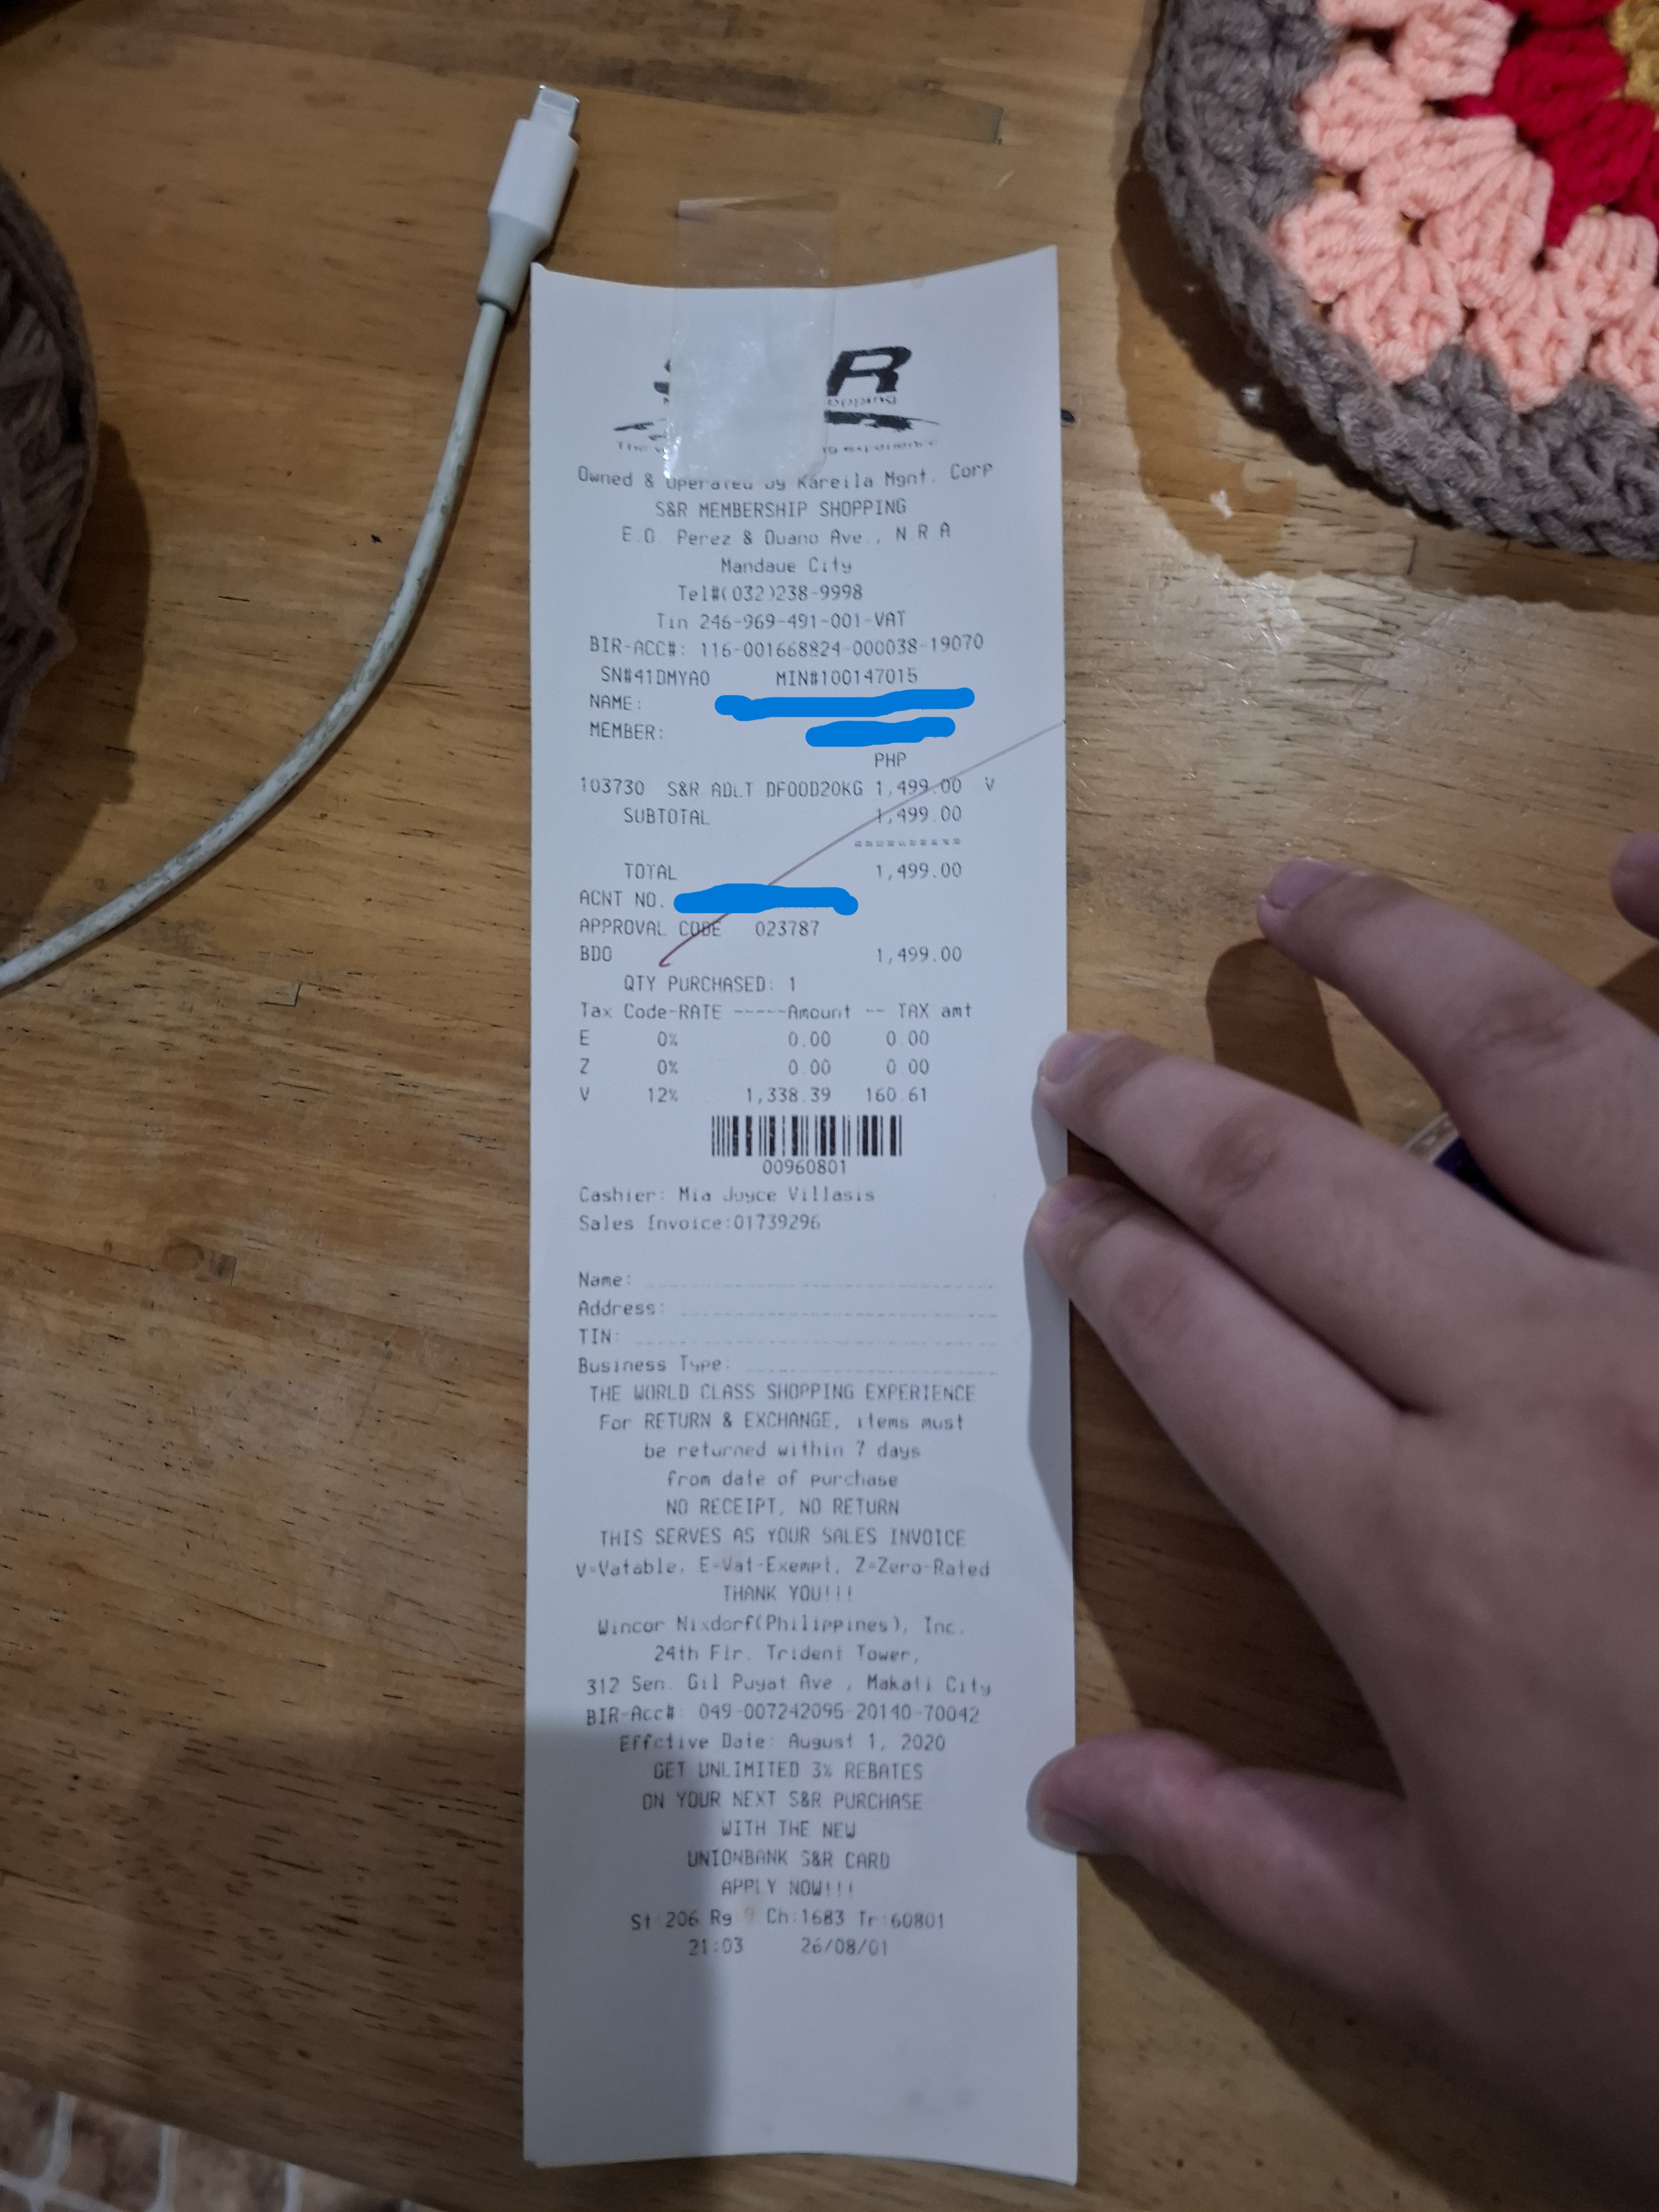 R
opping
The
ng experience
Owned & Operated by Kareila Mgnt. Corp
S&R MEMBERSHIP SHOPPING
E.O. Perez & Ouano Ave., N R A
Mandaue City
Tel#(032)238-9998
Tin 246-969-491-001-VAT
BIR-ACC#: 116-001668824-000038-19070
SN#41DMYA0 MIN#100147015
NAME:
MEMBER:
PHP
103730 S&R ADLT DFOOD20KG 1,499.00 V
SUBTOTAL 1,499.00
=========
TOTAL 1,499.00
ACNT NO.
APPROVAL CODE 023787
BDO 1,499.00
QTY PURCHASED: 1
Tax Code-RATE -----Amount -- TAX amt
E 0% 0.00 0.00
Z 0% 0.00 0.00
V 12% 1,338.39 160.61
00960801
Cashier: Mia Joyce Villasis
Sales Invoice:01739296
Name:
Address:
TIN:
Business Type:
THE WORLD CLASS SHOPPING EXPERIENCE
For RETURN & EXCHANGE, items must
be returned within 7 days
from date of purchase
NO RECEIPT, NO RETURN
THIS SERVES AS YOUR SALES INVOICE
V=Vatable, E=Vat-Exempt, Z=Zero-Rated
THANK YOU!!!
Wincor Nixdorf(Philippines), Inc.
24th Flr. Trident Tower,
312 Sen. Gil Puyat Ave., Makati City
BIR-Acc#: 049-007242095-20140-70042
Effctive Date: August 1, 2020
GET UNLIMITED 3% REBATES
ON YOUR NEXT S&R PURCHASE
WITH THE NEW
UNIONBANK S&R CARD
APPLY NOW!!!
St:206 Rg Ch:1683 Tr:60801
21:03 26/08/01